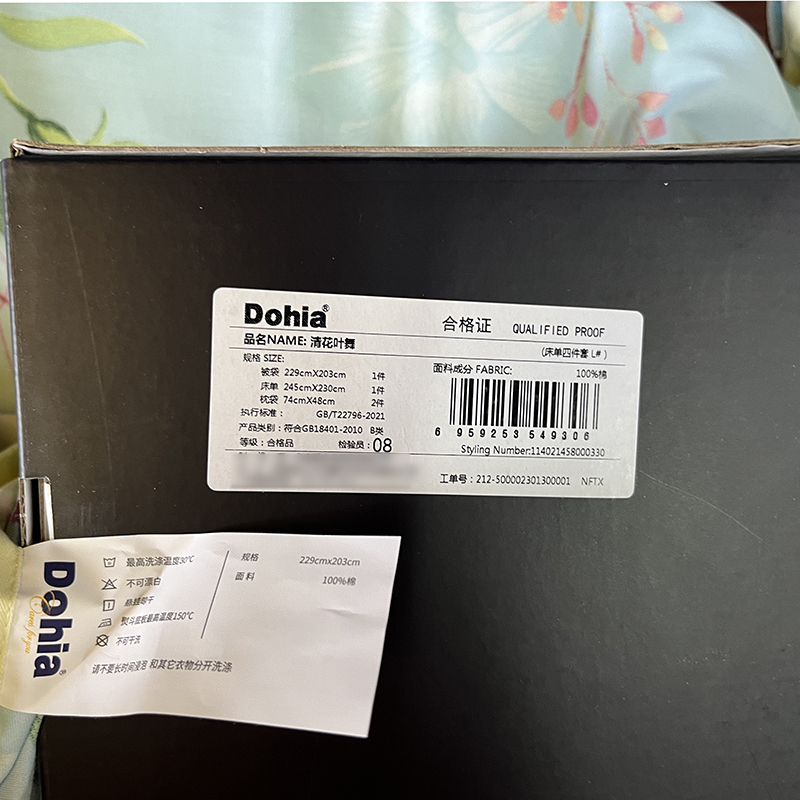 Dohia®
合格证 QUALIFIED PROOF
品名NAME: 清花叶舞
(床单四件套 L#)
规格 SIZE:
被袋 229cmX203cm 1件
床单 245cmX230cm 1件
枕袋 74cmX48cm 2件
面料成分 FABRIC: 100%棉
执行标准: GB/T22796-2021
产品类别: 符合GB18401-2010 B类
等级: 合格品 检验员: 08
6 959253 549306
Styling Number:114021458000330
工单号: 212-500002301300001 NFTX
Dohia®
Care for you
最高洗涤温度30℃
不可漂白
悬挂晾干
熨斗底板最高温度150℃
不可干洗
请不要长时间浸泡 和其它衣物分开洗涤
规格 229cmx203cm
面料 100%棉